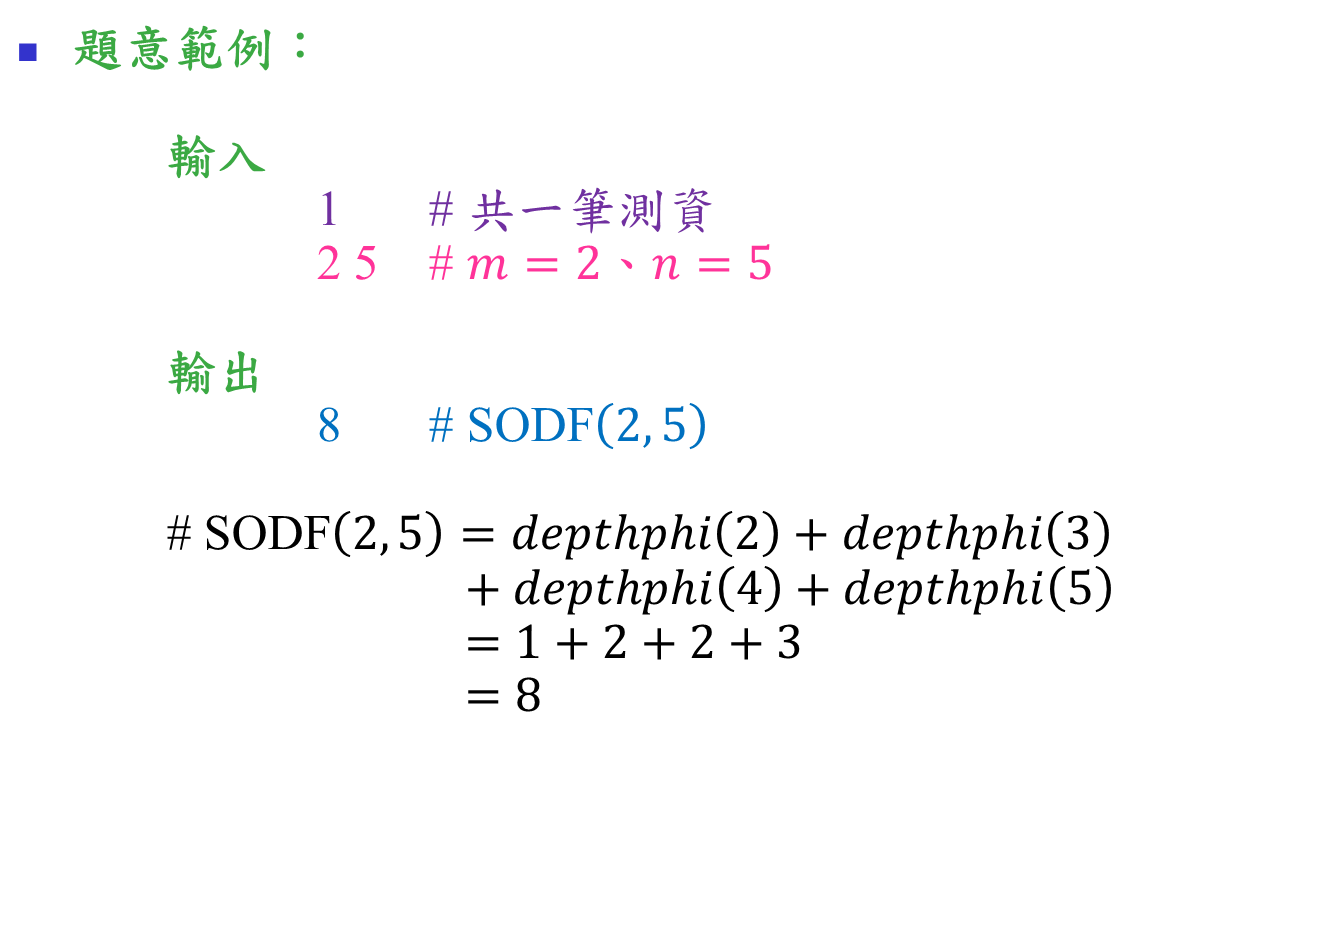 ▪ 題意範例：
輸入
1 # 共一筆測資
2 5 # m = 2、n = 5
輸出
8 # SODF(2, 5)
# SODF(2, 5) = depthphi(2) + depthphi(3)
+ depthphi(4) + depthphi(5)
= 1 + 2 + 2 + 3
= 8